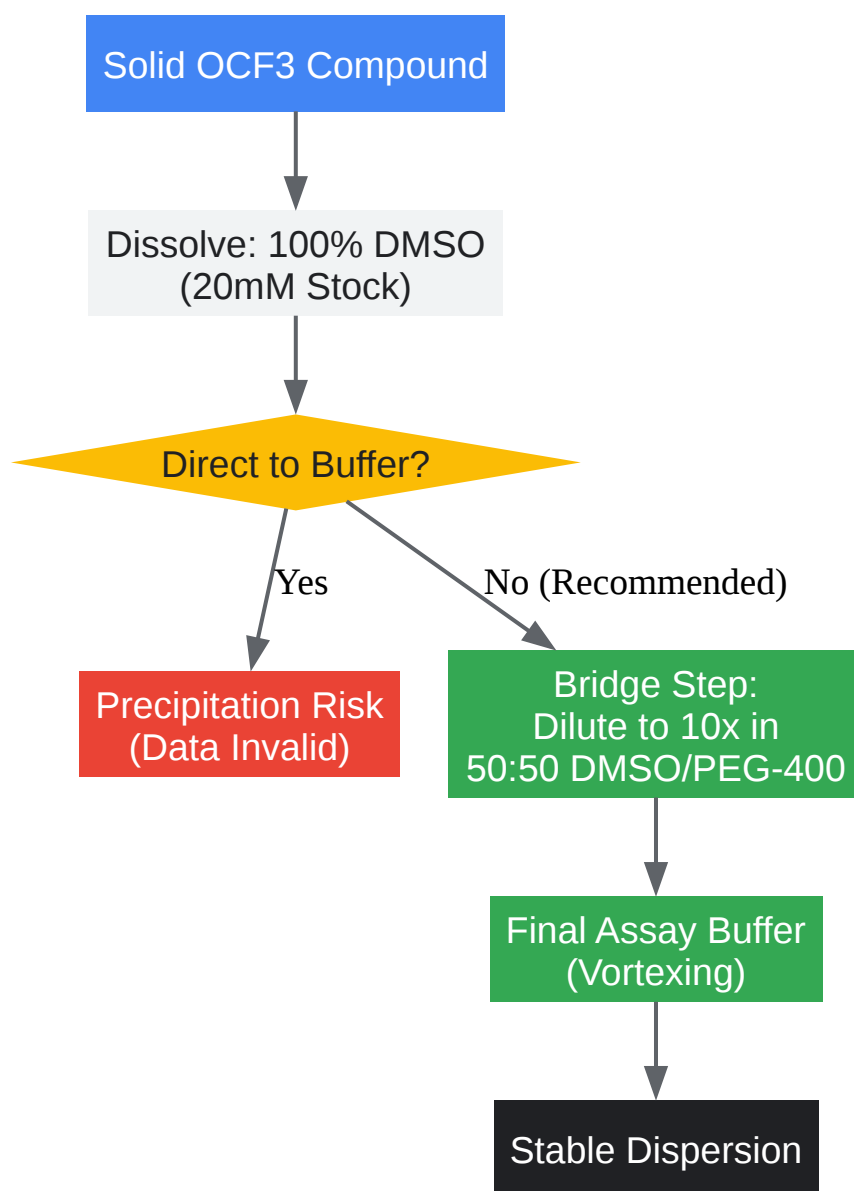 Solid OCF3 Compound
Dissolve: 100% DMSO
(20mM Stock)
Direct to Buffer?
Yes
No (Recommended)
Precipitation Risk
(Data Invalid)
Bridge Step:
Dilute to 10x in
50:50 DMSO/PEG-400
Final Assay Buffer
(Vortexing)
Stable Dispersion